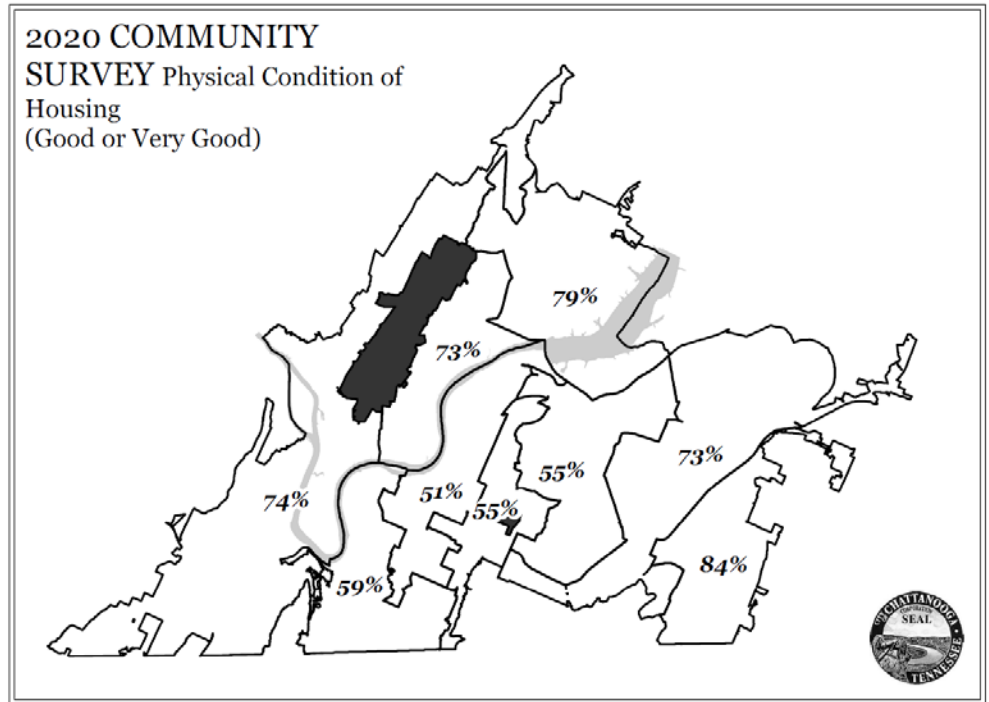 2020 COMMUNITY
SURVEY Physical Condition of
Housing
(Good or Very Good)
79%
73%
73%
55%
51%
74%
55%
84%
59%
CHATTANOOGA
CORPORATION
SEAL
TENNESSEE